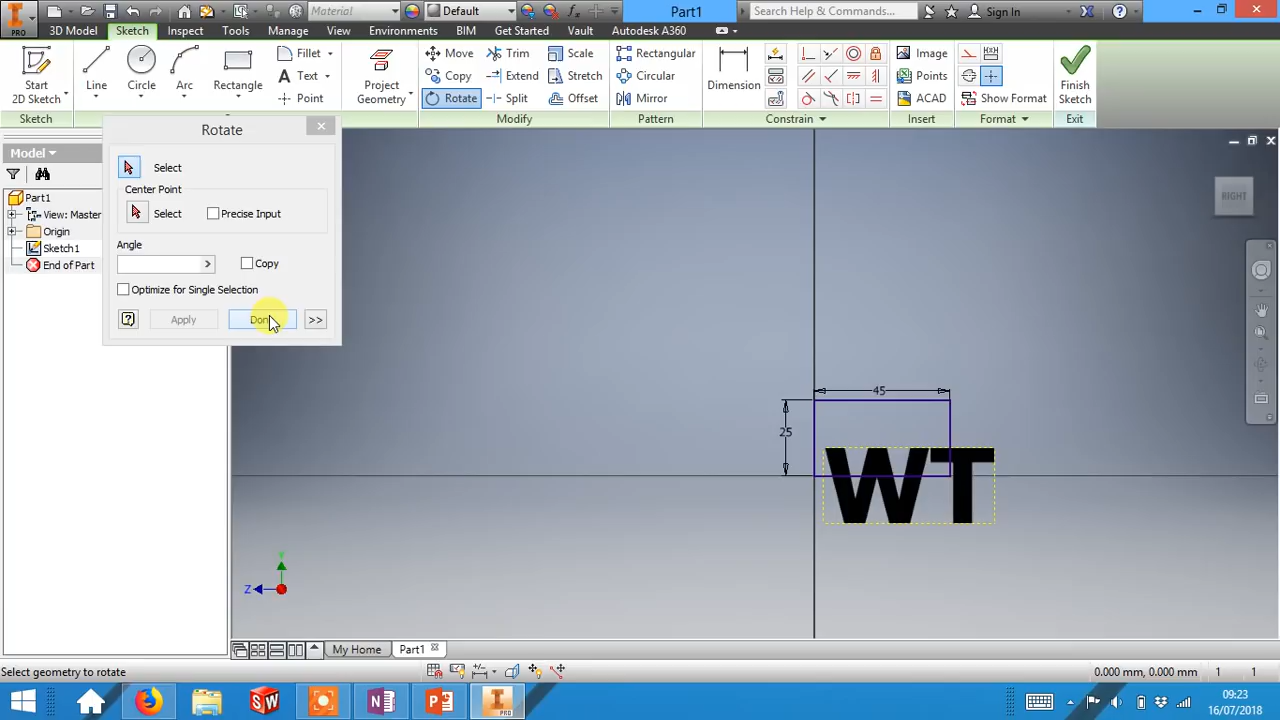 Material
Default
Part1
Search Help & Commands...
Sign In
PRO
3D Model Sketch Inspect Tools Manage View Environments BIM Get Started Vault Autodesk A360
Start
2D Sketch
Line
Circle
Arc
Rectangle
Fillet
Text
Point
Project
Geometry
Move
Copy
Rotate
Trim
Extend
Split
Scale
Stretch
Offset
Rectangular
Circular
Mirror
Dimension
Image
Points
ACAD
Show Format
Finish
Sketch
Sketch
Modify
Pattern
Constrain
Insert
Format
Exit
Rotate
Select
Center Point
Select
Precise Input
Angle
Copy
Optimize for Single Selection
Apply
>>
Model
Part1
View: Master
Origin
Sketch1
End of Part
RIGHT
45
25
WT
Y
Z
My Home
Part1
Select geometry to rotate
0.000 mm, 0.000 mm
1
1
09:23
16/07/2018